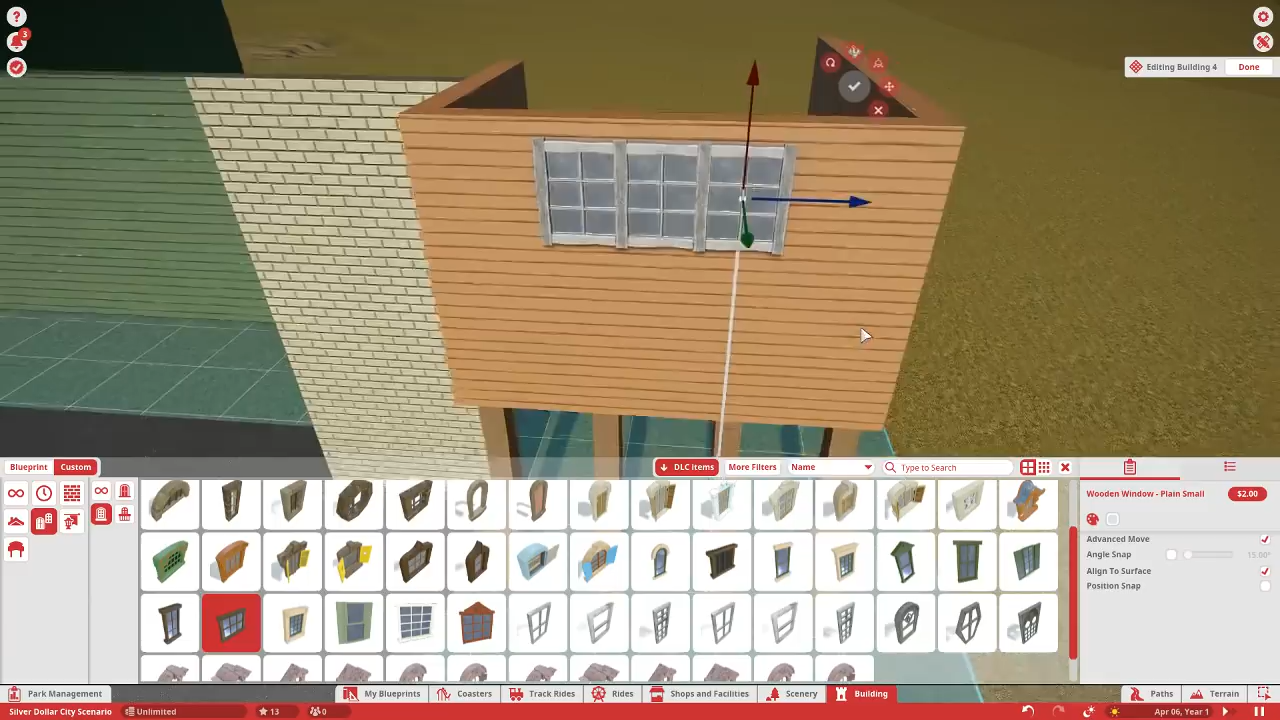 ?
3
Editing Building 4 Done
Blueprint Custom DLC Items More Filters Name Type to Search
Wooden Window - Plain Small $2.00
Advanced Move
Angle Snap 15.00°
Align To Surface
Position Snap
Park Management My Blueprints Coasters Track Rides Rides Shops and Facilities Scenery Building Paths Terrain
Silver Dollar City Scenario Unlimited 13 0 Apr 06, Year 1